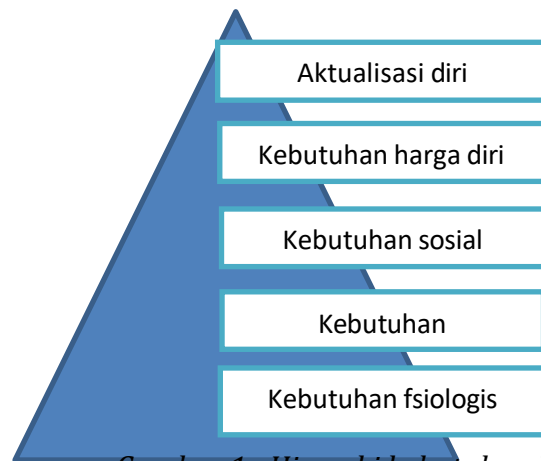 Aktualisasi diri
Kebutuhan harga diri
Kebutuhan sosial
Kebutuhan
Kebutuhan fsiologis